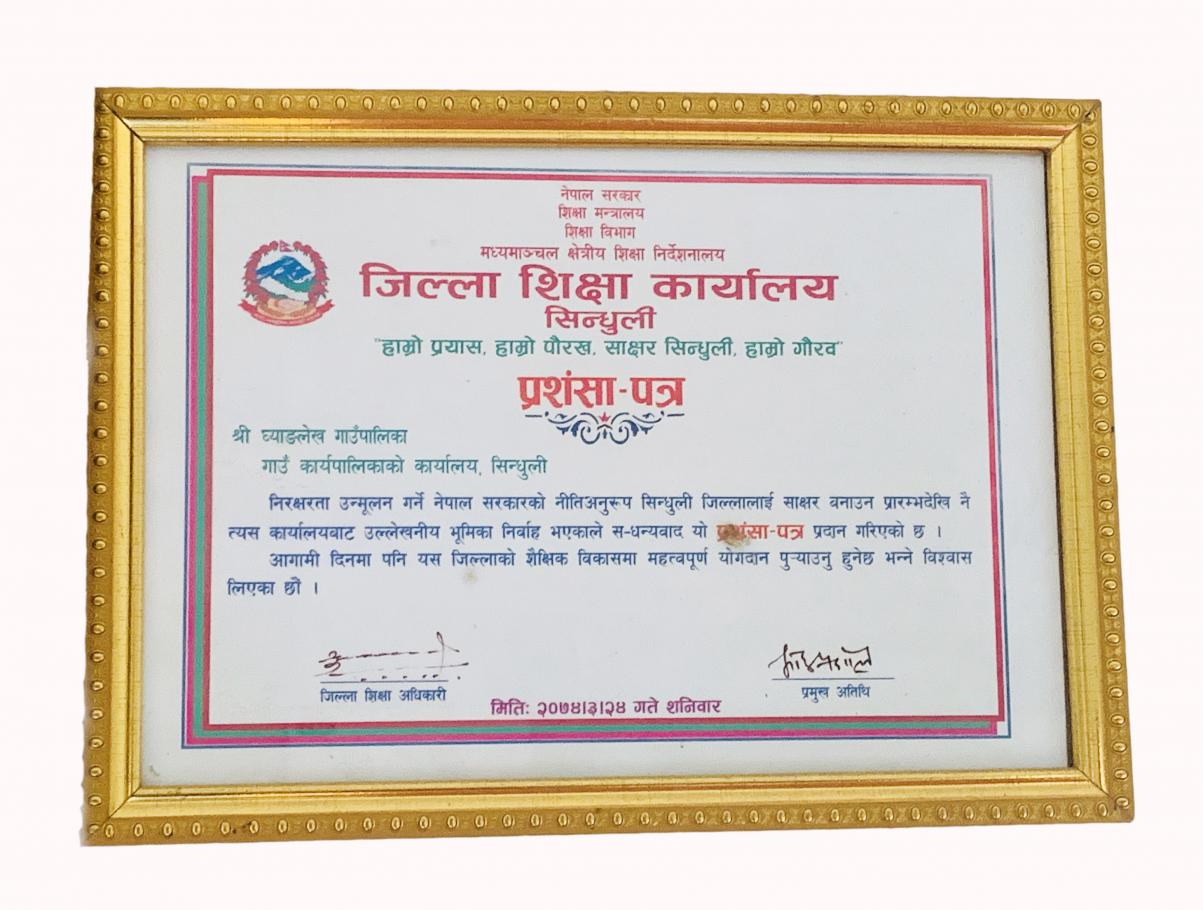 नेपाल सरकार
शिक्षा मन्त्रालय
शिक्षा विभाग
मध्यमाञ्चल क्षेत्रीय शिक्षा निर्देशनालय
जिल्ला शिक्षा कार्यालय
सिन्धुली
"हाम्रो प्रयास, हाम्रो पौरख, साक्षर सिन्धुली, हाम्रो गौरव"
प्रशंसा-पत्र
श्री घ्याङलेख गाउँपालिका
गाउँ कार्यपालिकाको कार्यालय, सिन्धुली
निरक्षरता उन्मूलन गर्ने नेपाल सरकारको नीतिअनुरूप सिन्धुली जिल्लालाई साक्षर बनाउन प्रारम्भदेखि नै
त्यस कार्यालयबाट उल्लेखनीय भूमिका निर्वाह भएकाले स-धन्यवाद यो प्रशंसा-पत्र प्रदान गरिएको छ ।
आगामी दिनमा पनि यस जिल्लाको शैक्षिक विकासमा महत्वपूर्ण योगदान पुऱ्याउनु हुनेछ भन्ने विश्वास
लिएका छौं ।
जिल्ला शिक्षा अधिकारी
प्रमुख अतिथि
मितिः २०७४।३।२४ गते शनिवार